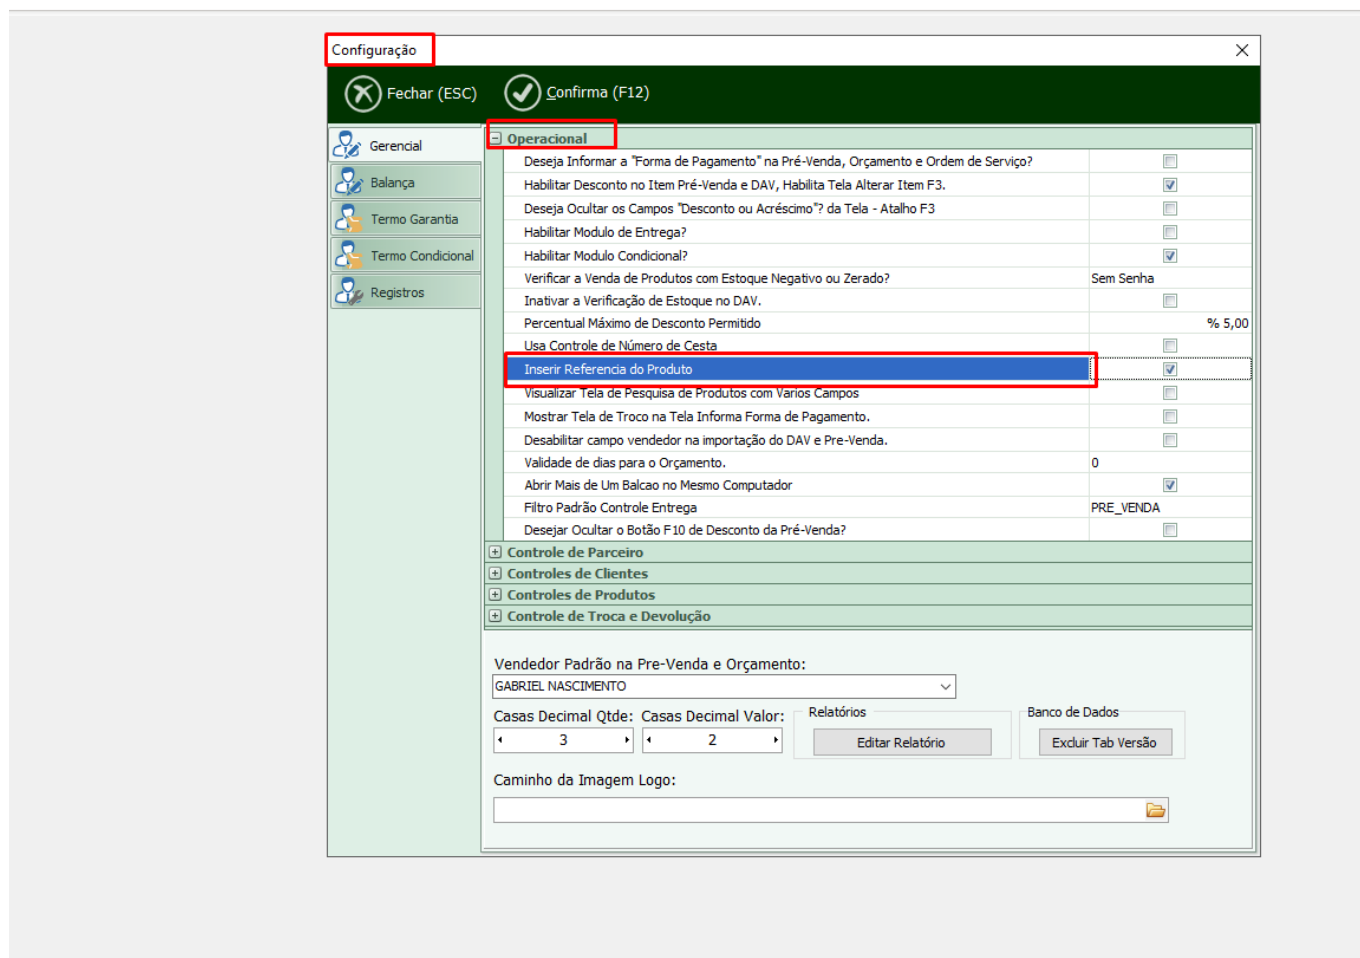 Configuração
Fechar (ESC)
Confirma (F12)
Gerencial
Balança
Termo Garantia
Termo Condicional
Registros
Operacional
Deseja Informar a "Forma de Pagamento" na Pré-Venda, Orçamento e Ordem de Serviço?
Habilitar Desconto no Item Pré-Venda e DAV, Habilita Tela Alterar Item F3.
Deseja Ocultar os Campos "Desconto ou Acréscimo"? da Tela - Atalho F3
Habilitar Modulo de Entrega?
Habilitar Modulo Condicional?
Verificar a Venda de Produtos com Estoque Negativo ou Zerado? Sem Senha
Inativar a Verificação de Estoque no DAV.
Percentual Máximo de Desconto Permitido % 5,00
Usa Controle de Número de Cesta
Inserir Referencia do Produto
Visualizar Tela de Pesquisa de Produtos com Varios Campos
Mostrar Tela de Troco na Tela Informa Forma de Pagamento.
Desabilitar campo vendedor na importação do DAV e Pre-Venda.
Validade de dias para o Orçamento. 0
Abrir Mais de Um Balcao no Mesmo Computador
Filtro Padrão Controle Entrega PRE_VENDA
Desejar Ocultar o Botão F10 de Desconto da Pré-Venda?
Controle de Parceiro
Controles de Clientes
Controles de Produtos
Controle de Troca e Devolução
Vendedor Padrão na Pre-Venda e Orçamento:
GABRIEL NASCIMENTO
Casas Decimal Qtde: Casas Decimal Valor: Relatórios Banco de Dados
3 2 Editar Relatório Excluir Tab Versão
Caminho da Imagem Logo: